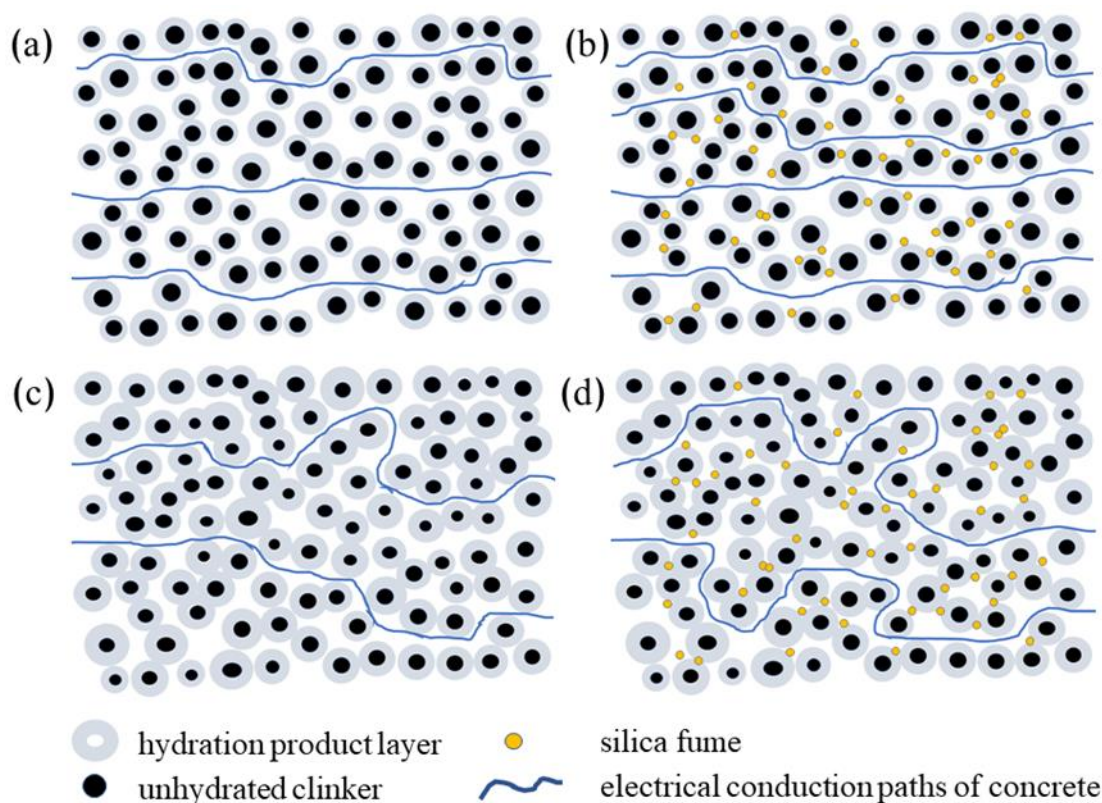 (a)
(b)
(c)
(d)
hydration product layer
silica fume
unhydrated clinker
electrical conduction paths of concrete